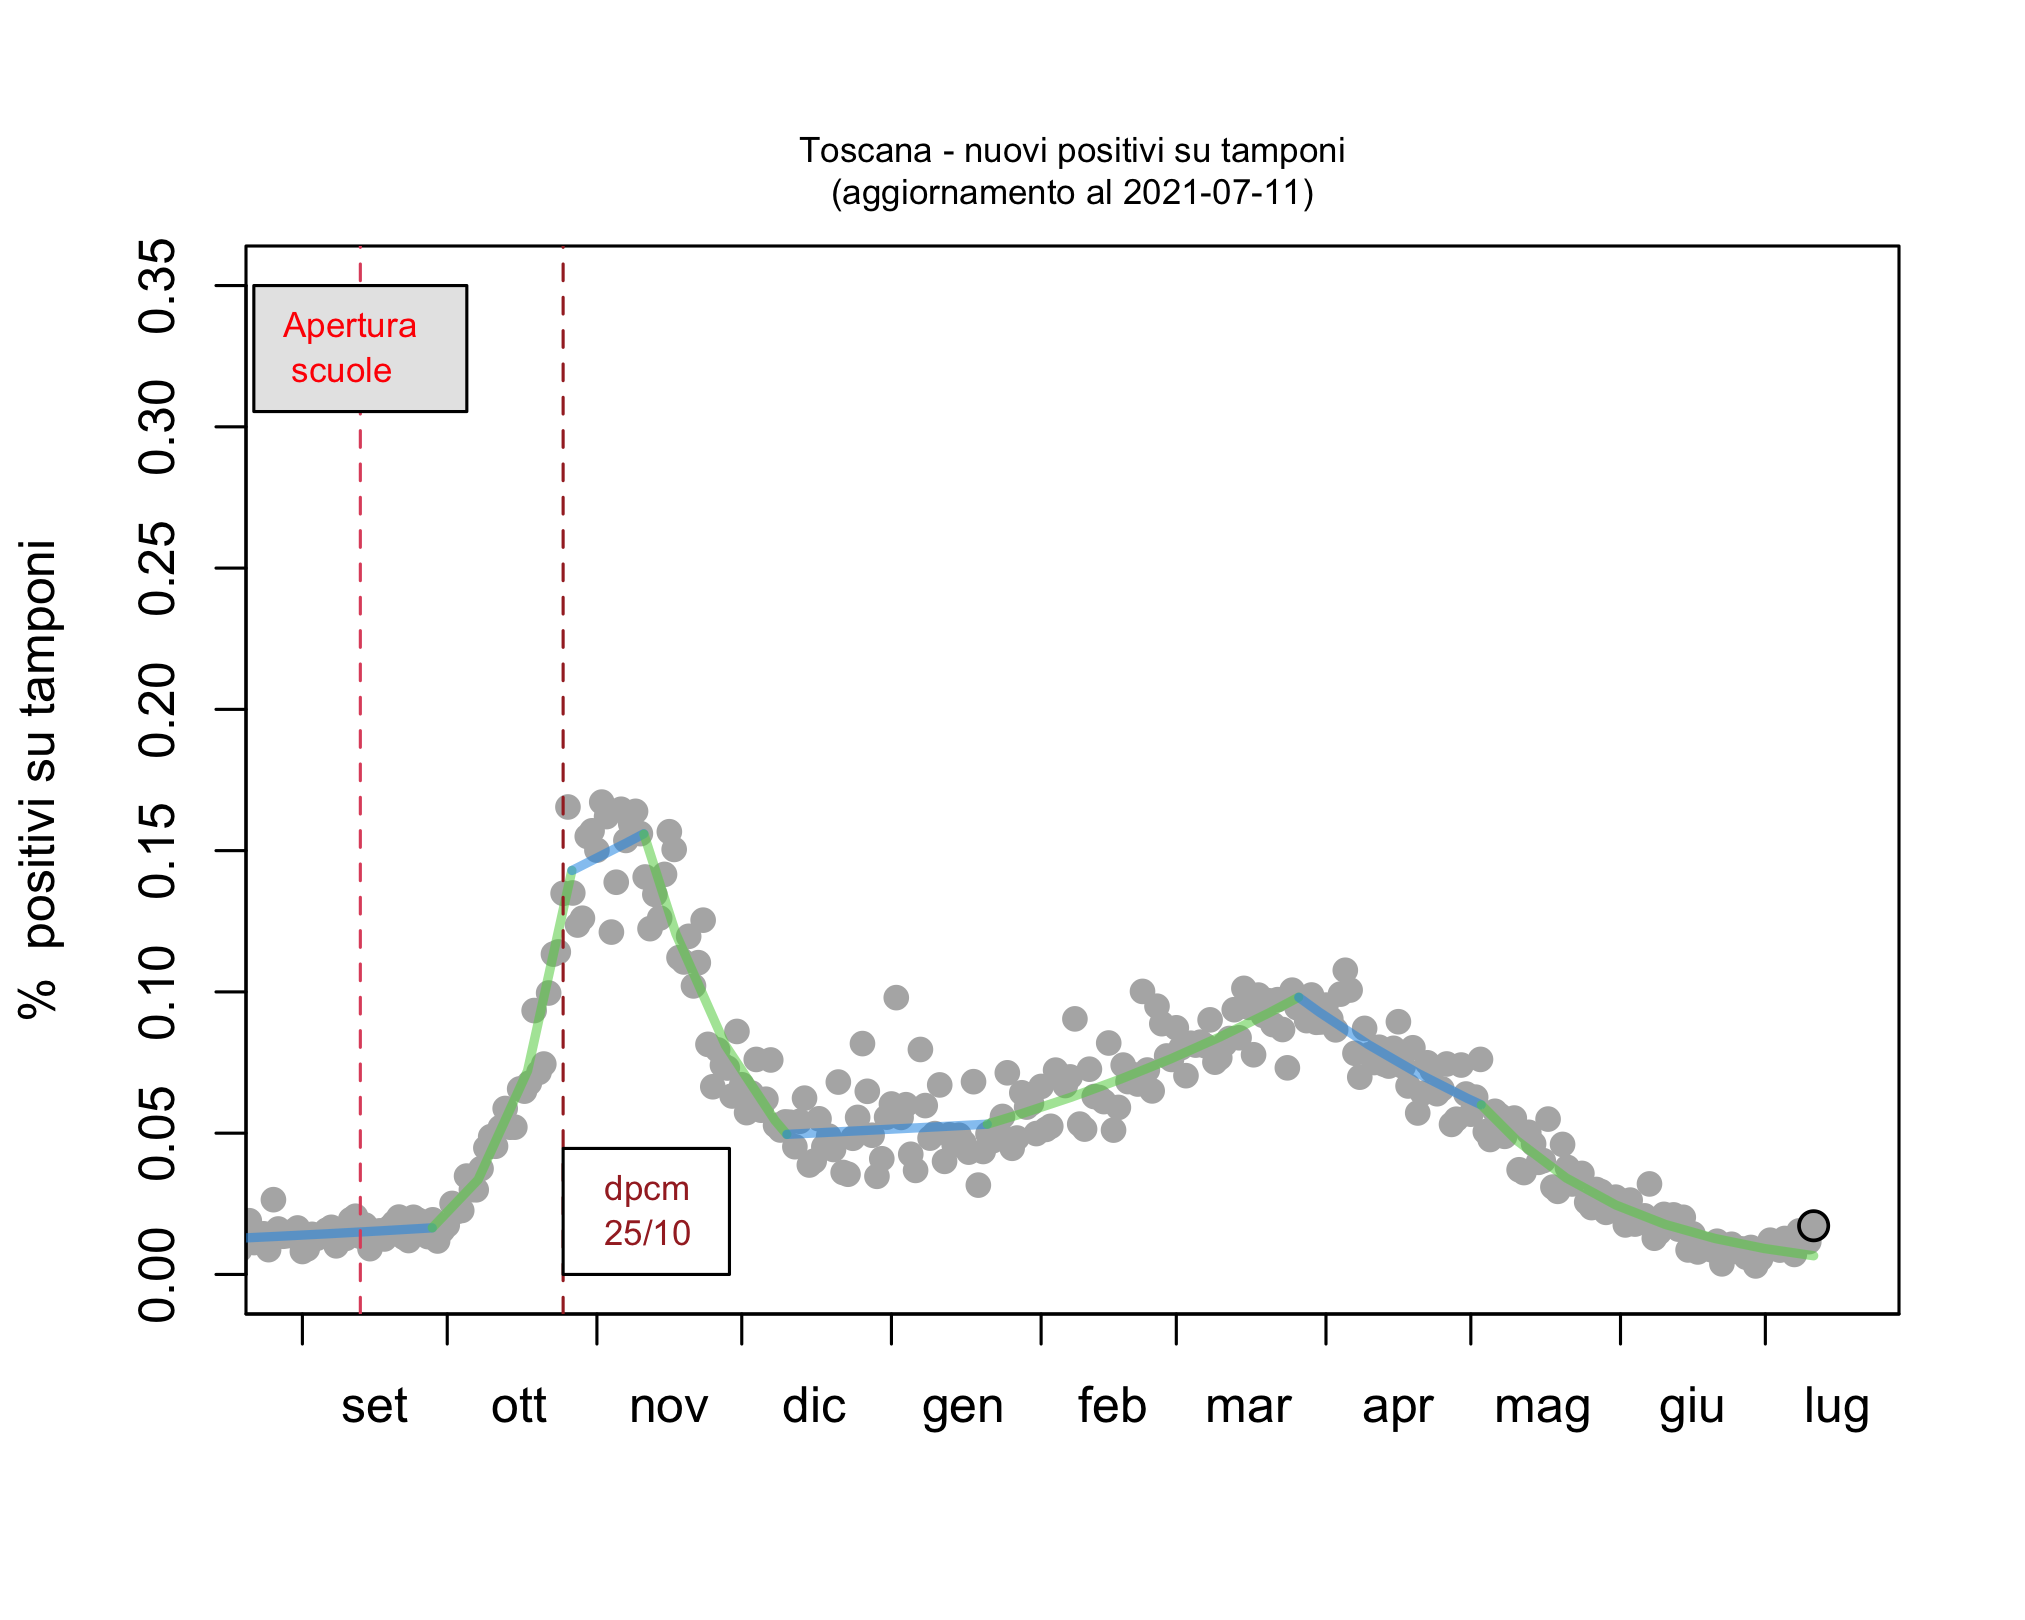 Toscana - nuovi positivi su tamponi
(aggiornamento al 2021-07-11)
% positivi su tamponi
0.35
0.30
0.25
0.20
0.15
0.10
0.05
0.00
Apertura
scuole
dpcm
25/10
set ott nov dic gen feb mar apr mag giu lug